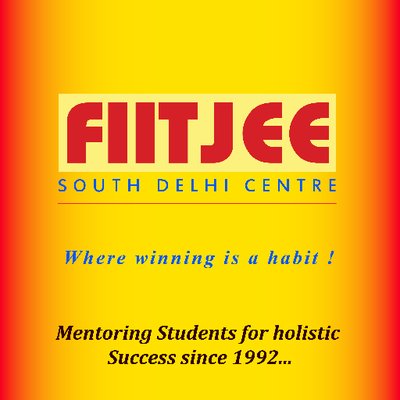 FIITJEE
SOUTH DELHI CENTRE
Where winning is a habit !
Mentoring Students for holistic
Success since 1992...